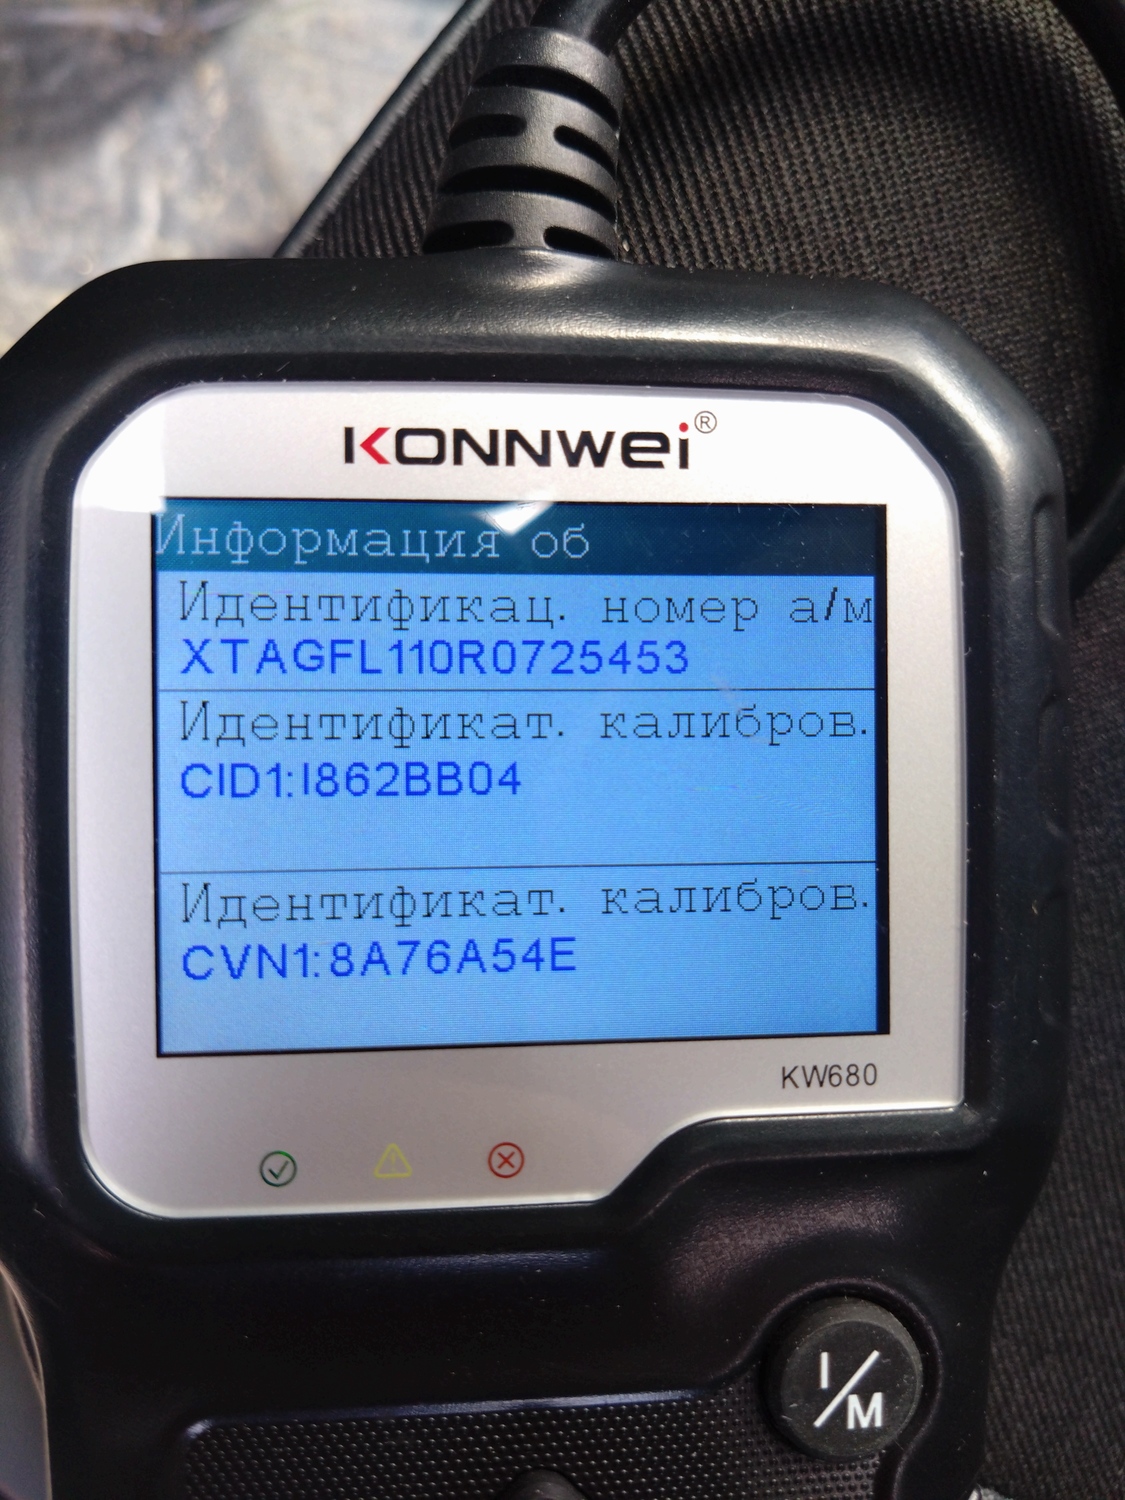 KONNWei®
Информация об
Идентификац. номер а/м
XTAGFL110R0725453
Идентификат. калибров.
CID1:I862BB04
Идентификат. калибров.
CVN1:8A76A54E
KW680
I/M